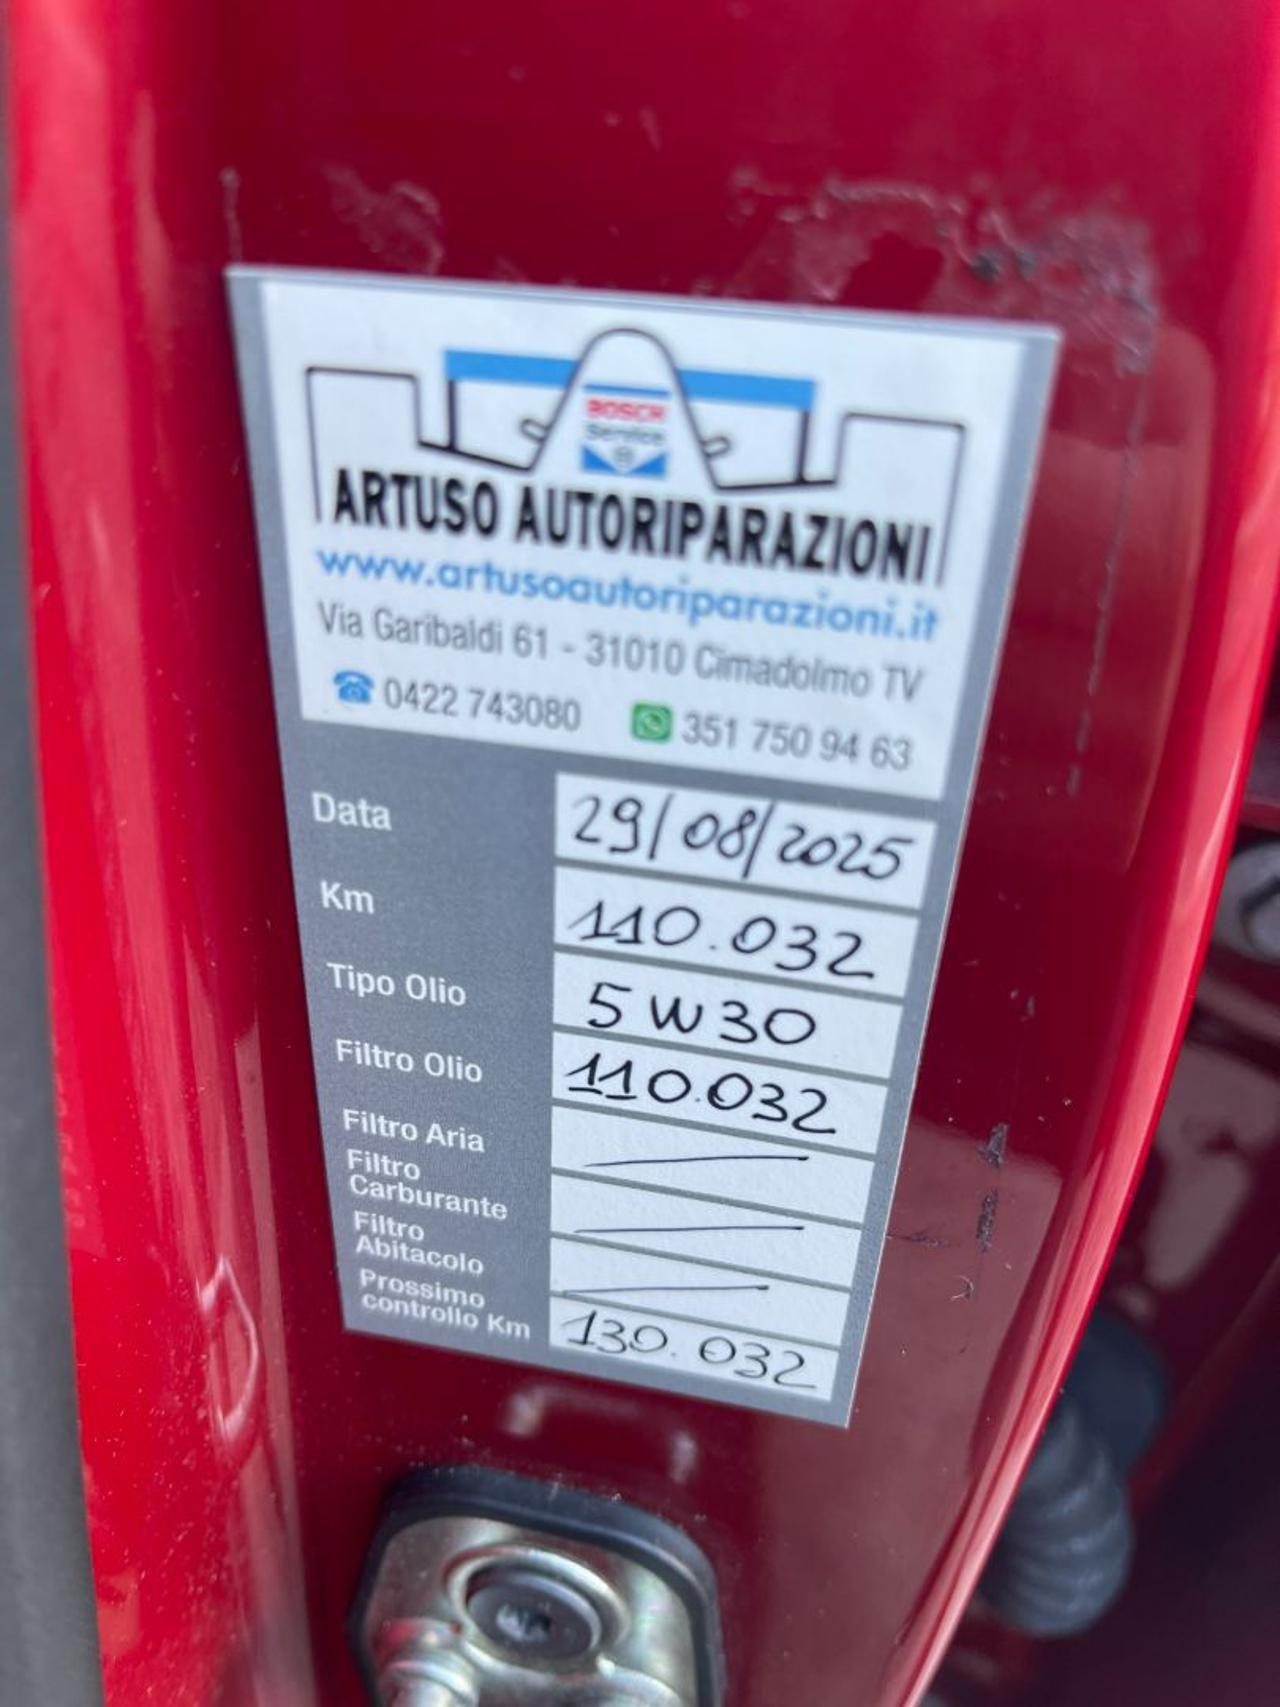 BOSCH
Service
ARTUSO AUTORIPARAZIONI
www.artusoautoriparazioni.it
Via Garibaldi 61 - 31010 Cimadolmo TV
0422 743080 351 750 94 63
Data 29/08/2025
Km 110.032
Tipo Olio 5W30
Filtro Olio 110.032
Filtro Aria
Filtro
Carburante
Filtro
Abitacolo
Prossimo
controllo Km 130.032